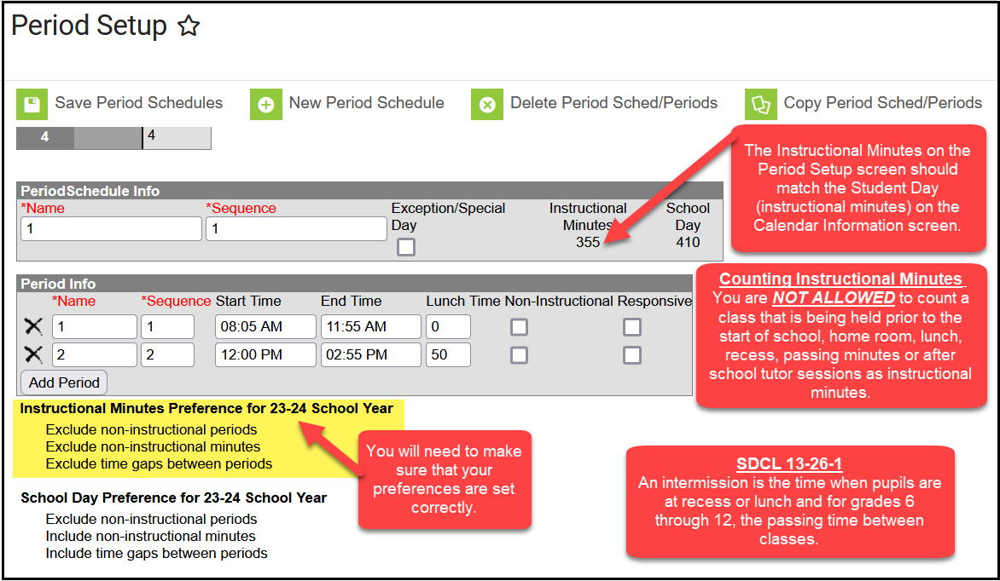 Period Setup
Save Period Schedules
New Period Schedule
Delete Period Sched/Periods
Copy Period Sched/Periods
4
4
The Instructional Minutes on the
Period Setup screen should
match the Student Day
(instructional minutes) on the
Calendar Information screen.
PeriodSchedule Info
*Name *Sequence Exception/Special Day Instructional Minutes School Day
1 1 355 410
Period Info
*Name *Sequence Start Time End Time Lunch Time Non-Instructional Responsive
1 1 08:05 AM 11:55 AM 0
2 2 12:00 PM 02:55 PM 50
Add Period
Counting Instructional Minutes
You are NOT ALLOWED to count a
class that is being held prior to the
start of school, home room, lunch,
recess, passing minutes or after
school tutor sessions as instructional
minutes.
Instructional Minutes Preference for 23-24 School Year
Exclude non-instructional periods
Exclude non-instructional minutes
Exclude time gaps between periods
You will need to make
sure that your
preferences are set
correctly.
SDCL 13-26-1
An intermission is the time when pupils are
at recess or lunch and for grades 6
through 12, the passing time between
classes.
School Day Preference for 23-24 School Year
Exclude non-instructional periods
Include non-instructional minutes
Include time gaps between periods